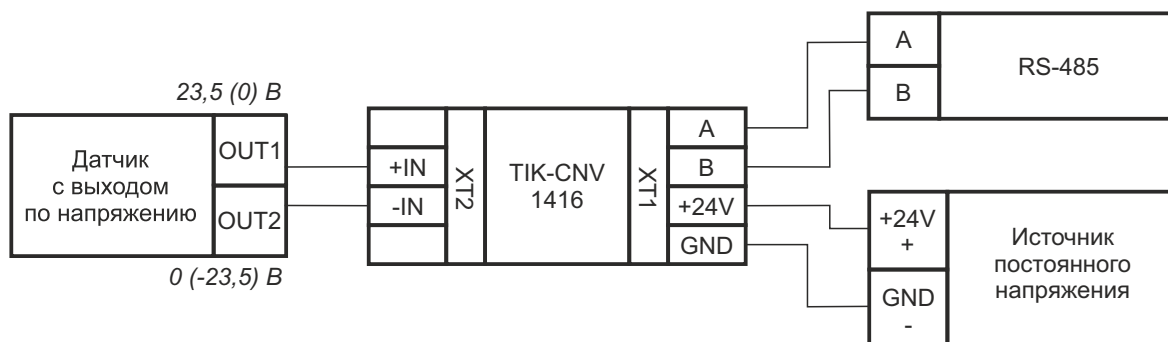 23,5 (0) В
Датчик
с выходом
по напряжению
OUT1
OUT2
0 (-23,5) В
+IN
-IN
XT2
TIK-CNV
1416
XT1
A
B
+24V
GND
A
B
RS-485
+24V
+
GND
-
Источник
постоянного
напряжения